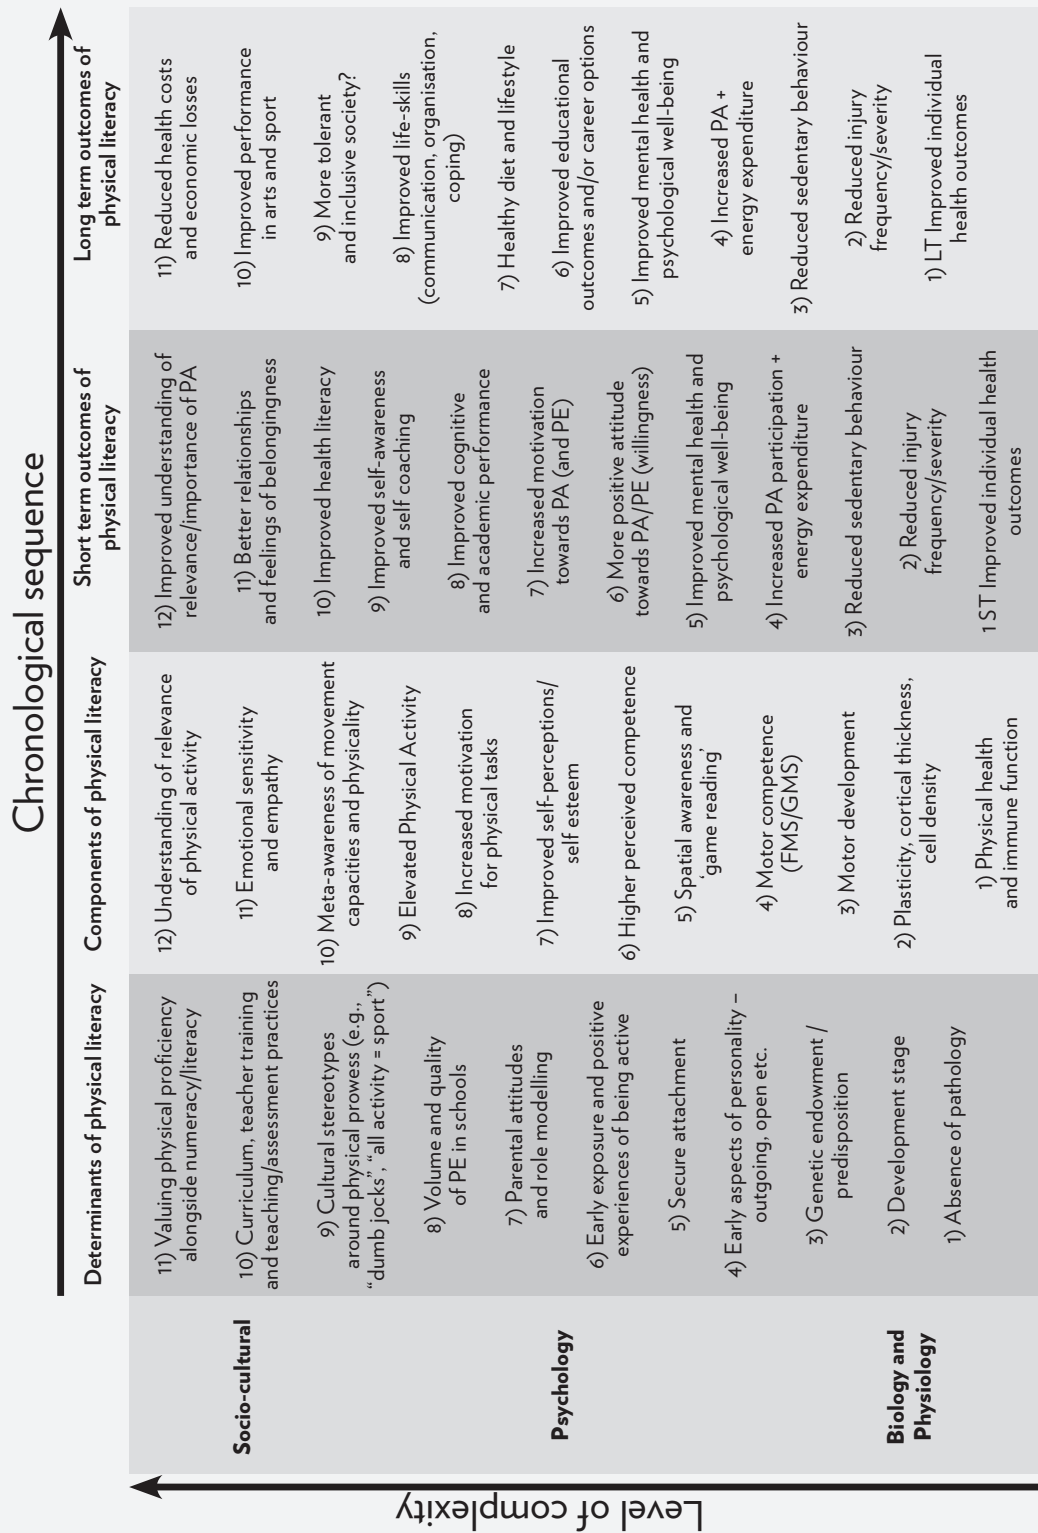 Chronological sequence
Determinants of physical literacy
Components of physical literacy
Short term outcomes of
physical literacy
Long term outcomes of
physical literacy
Level of complexity
Socio-cultural
Psychology
Biology and
Physiology
11) Valuing physical proficiency
alongside numeracy/literacy
10) Curriculum, teacher training
and teaching/assessment practices
9) Cultural stereotypes
around physical prowess (e.g.,
“dumb jocks”, “all activity = sport”)
8) Volume and quality
of PE in schools
7) Parental attitudes
and role modelling
6) Early exposure and positive
experiences of being active
5) Secure attachment
4) Early aspects of personality –
outgoing, open etc.
3) Genetic endowment /
predisposition
2) Development stage
1) Absence of pathology
12) Understanding of relevance
of physical activity
11) Emotional sensitivity
and empathy
10) Meta-awareness of movement
capacities and physicality
9) Elevated Physical Activity
8) Increased motivation
for physical tasks
7) Improved self-perceptions/
self esteem
6) Higher perceived competence
5) Spatial awareness and
‘game reading’
4) Motor competence
(FMS/GMS)
3) Motor development
2) Plasticity, cortical thickness,
cell density
1) Physical health
and immune function
12) Improved understanding of
relevance/importance of PA
11) Better relationships
and feelings of belongingness
10) Improved health literacy
9) Improved self-awareness
and self coaching
8) Improved cognitive
and academic performance
7) Increased motivation
towards PA (and PE)
6) More positive attitude
towards PA/PE (willingness)
5) Improved mental health and
psychological well-being
4) Increased PA participation +
energy expenditure
3) Reduced sedentary behaviour
2) Reduced injury
frequency/severity
1 ST Improved individual health
outcomes
11) Reduced health costs
and economic losses
10) Improved performance
in arts and sport
9) More tolerant
and inclusive society?
8) Improved life-skills
(communication, organisation,
coping)
7) Healthy diet and lifestyle
6) Improved educational
outcomes and/or career options
5) Improved mental health and
psychological well-being
4) Increased PA +
energy expenditure
3) Reduced sedentary behaviour
2) Reduced injury
frequency/severity
1) LT Improved individual
health outcomes